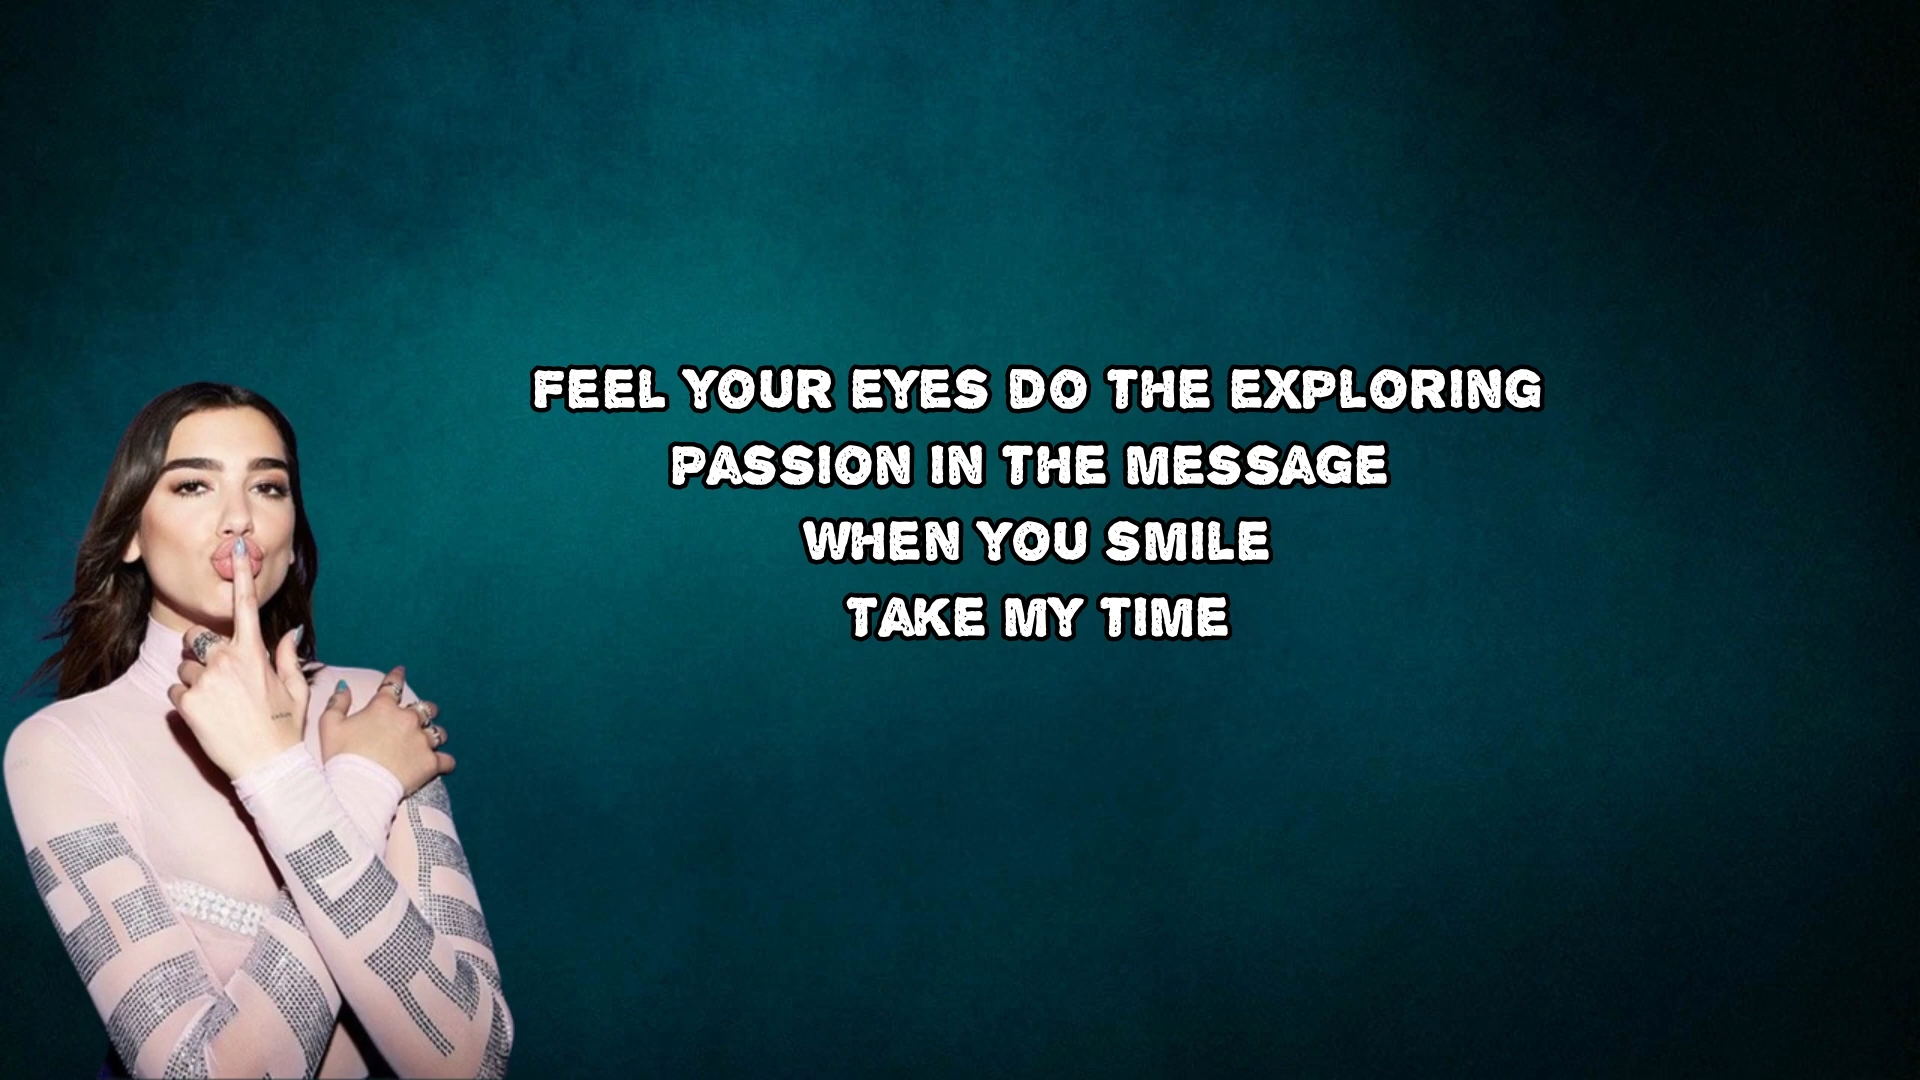 FEEL YOUR EYES DO THE EXPLORING
PASSION IN THE MESSAGE
WHEN YOU SMILE
TAKE MY TIME